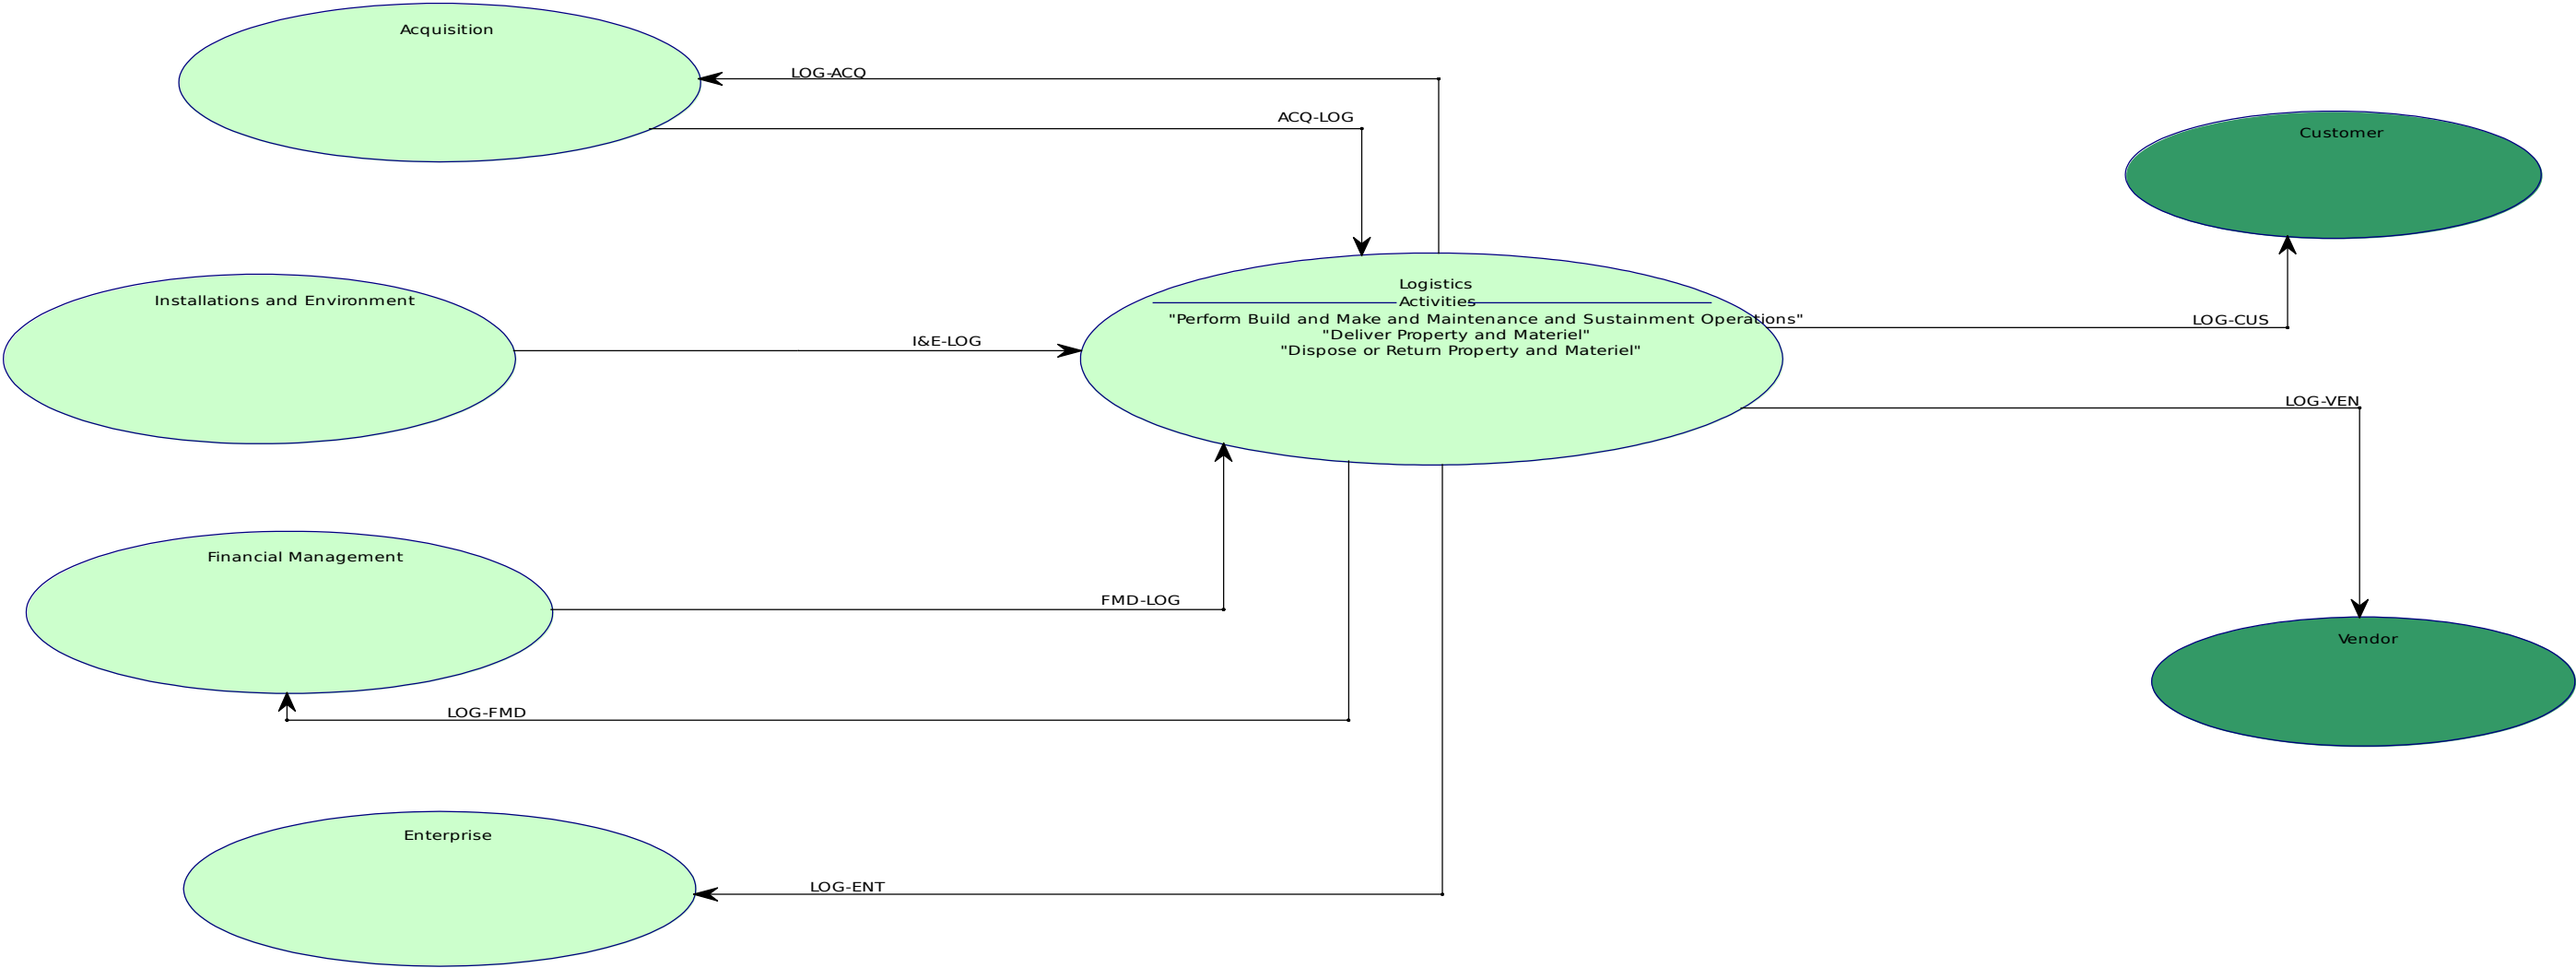 Acquisition
LOG-ACQ
ACQ-LOG
Customer
Installations and Environment
I&E-LOG
Logistics
Activities
"Perform Build and Make and Maintenance and Sustainment Operations"
"Deliver Property and Materiel"
"Dispose or Return Property and Materiel"
LOG-CUS
LOG-VEN
Financial Management
FMD-LOG
LOG-FMD
Vendor
Enterprise
LOG-ENT